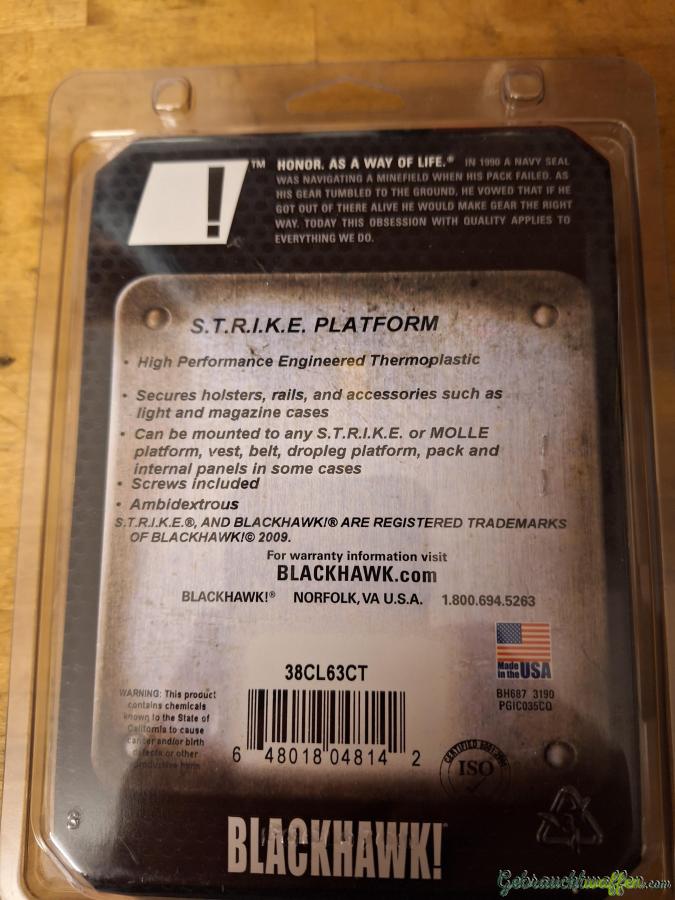 ™ HONOR. AS A WAY OF LIFE.® IN 1990 A NAVY SEAL
WAS NAVIGATING A MINEFIELD WHEN HIS PACK FAILED. AS
HIS GEAR TUMBLED TO THE GROUND, HE VOWED THAT IF HE
GOT OUT OF THERE ALIVE HE WOULD MAKE GEAR THE RIGHT
WAY. TODAY THIS OBSESSION WITH QUALITY APPLIES TO
EVERYTHING WE DO.
S.T.R.I.K.E. PLATFORM
• High Performance Engineered Thermoplastic
• Secures holsters, rails, and accessories such as
light and magazine cases
• Can be mounted to any S.T.R.I.K.E. or MOLLE
platform, vest, belt, dropleg platform, pack and
internal panels in some cases
• Screws included
• Ambidextrous
S.T.R.I.K.E.®, AND BLACKHAWK!® ARE REGISTERED TRADEMARKS
OF BLACKHAWK!© 2009.
For warranty information visit
BLACKHAWK.com
BLACKHAWK!® NORFOLK, VA U.S.A. 1.800.694.5263
Made
in the USA
38CL63CT
BH687 3190
PGIC035CQ
WARNING: This product
contains chemicals
known to the State of
California to cause
cancer and/or birth
defects or other
productive harm
6 48018 04814 2
CERTIFIED
ISO
BLACKHAWK!
Gebrauchtwaffen.com